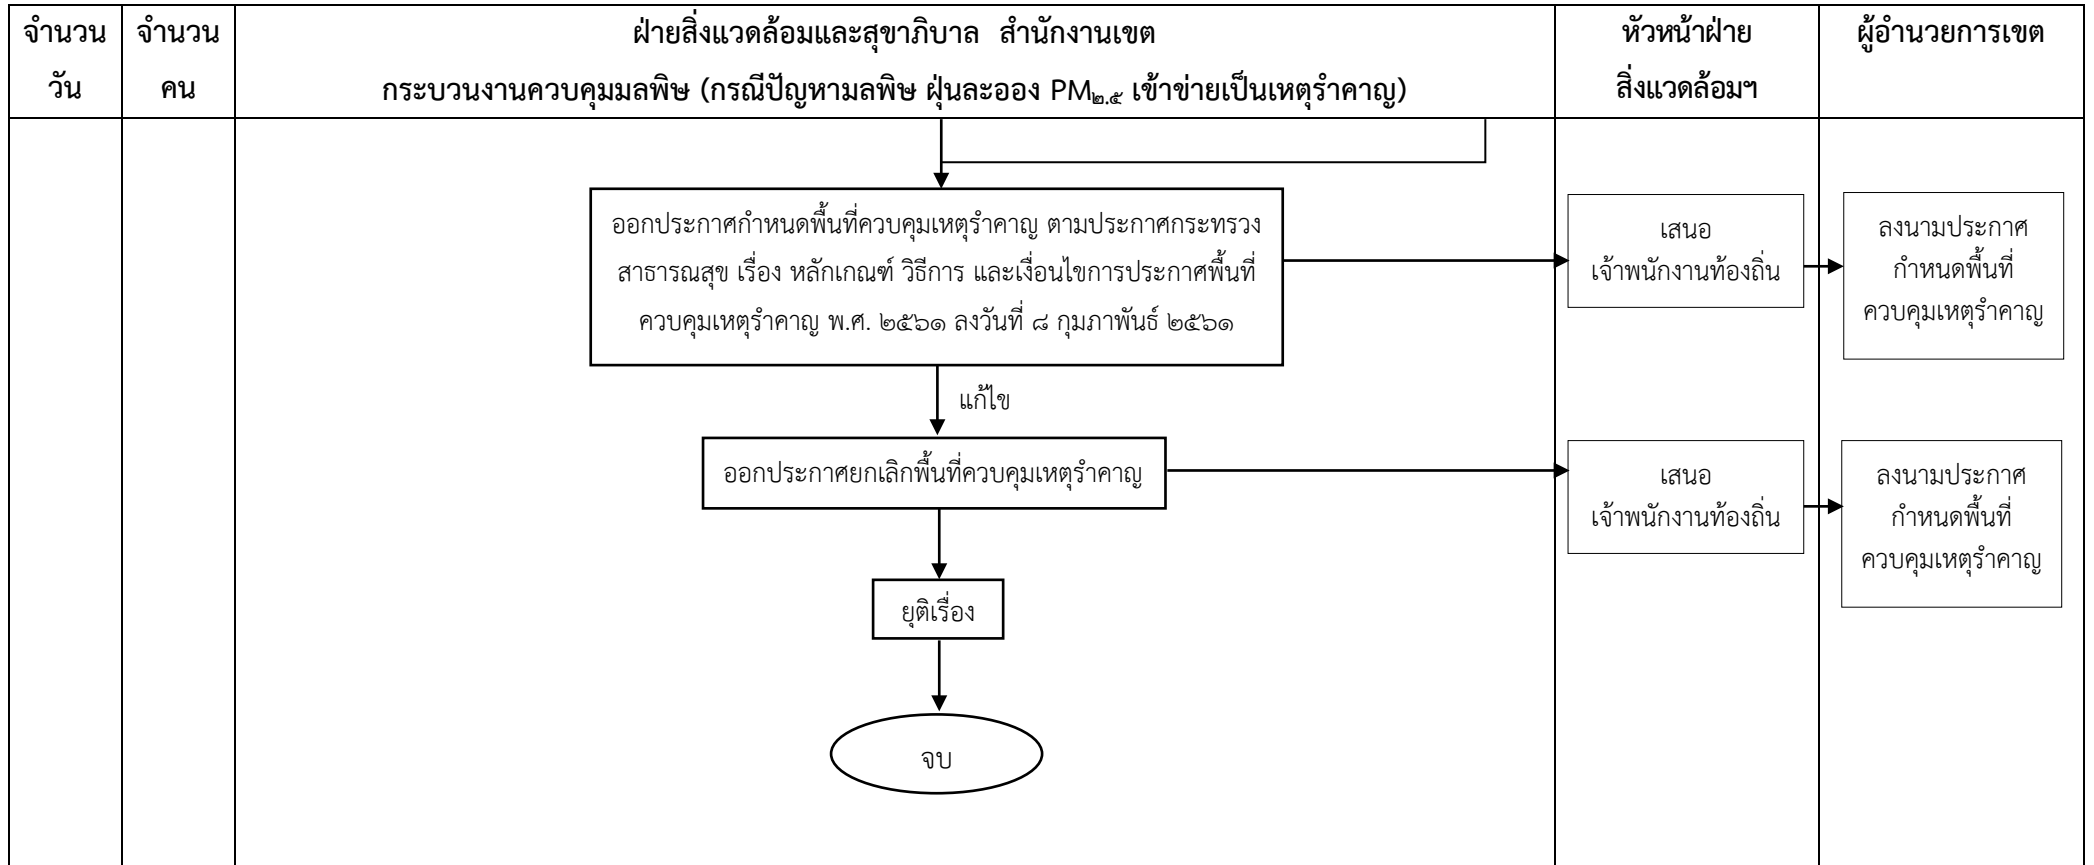 จำนวน
วัน
จำนวน
คน
ฝ่ายสิ่งแวดล้อมและสุขาภิบาล สำนักงานเขต
กระบวนงานควบคุมมลพิษ (กรณีปัญหามลพิษ ฝุ่นละออง PM๒.๕ เข้าข่ายเป็นเหตุรำคาญ)
หัวหน้าฝ่าย
สิ่งแวดล้อมฯ
ผู้อำนวยการเขต
ออกประกาศกำหนดพื้นที่ควบคุมเหตุรำคาญ ตามประกาศกระทรวง
สาธารณสุข เรื่อง หลักเกณฑ์ วิธีการ และเงื่อนไขการประกาศพื้นที่
ควบคุมเหตุรำคาญ พ.ศ. ๒๕๖๑ ลงวันที่ ๘ กุมภาพันธ์ ๒๕๖๑
เสนอ
เจ้าพนักงานท้องถิ่น
ลงนามประกาศ
กำหนดพื้นที่
ควบคุมเหตุรำคาญ
แก้ไข
ออกประกาศยกเลิกพื้นที่ควบคุมเหตุรำคาญ
เสนอ
เจ้าพนักงานท้องถิ่น
ลงนามประกาศ
กำหนดพื้นที่
ควบคุมเหตุรำคาญ
ยุติเรื่อง
จบ